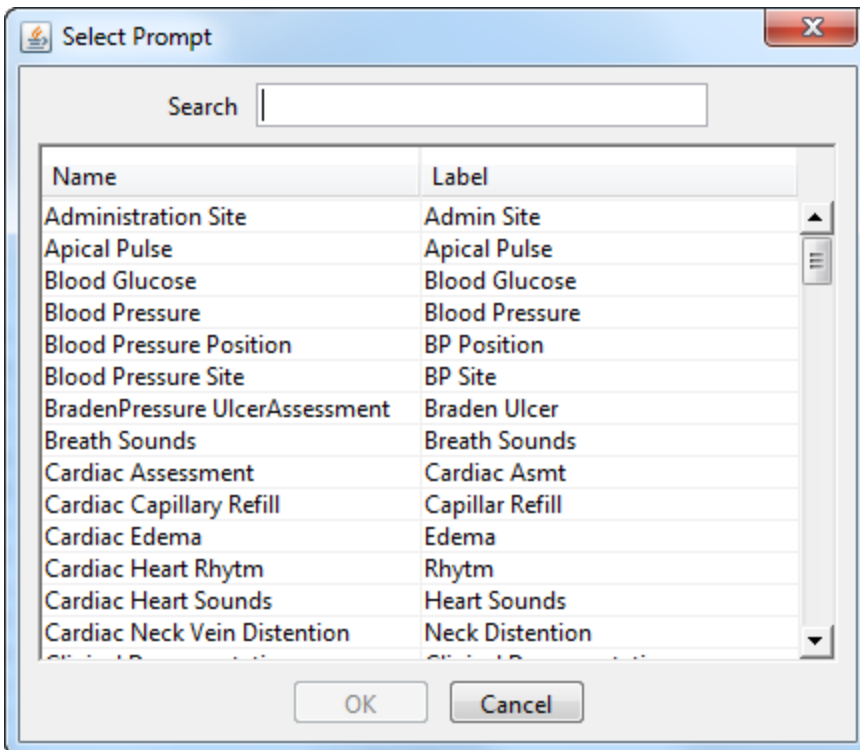 Select Prompt
Search
Name Label
Administration Site Admin Site
Apical Pulse Apical Pulse
Blood Glucose Blood Glucose
Blood Pressure Blood Pressure
Blood Pressure Position BP Position
Blood Pressure Site BP Site
BradenPressure UlcerAssessment Braden Ulcer
Breath Sounds Breath Sounds
Cardiac Assessment Cardiac Asmt
Cardiac Capillary Refill Capillar Refill
Cardiac Edema Edema
Cardiac Heart Rhytm Rhytm
Cardiac Heart Sounds Heart Sounds
Cardiac Neck Vein Distention Neck Distention
OK Cancel